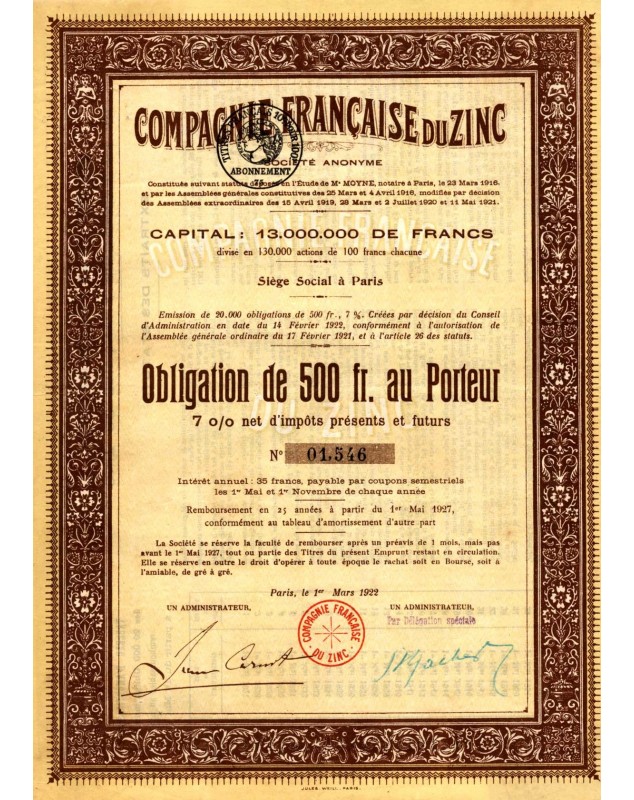 COMPAGNIE FRANÇAISE DU ZINC
SOCIÉTÉ ANONYME
ABONNEMENT
Constituée suivant statuts déposés en l'Etude de Mᵉ MOYNE, notaire à Paris, le 23 Mars 1916,
et par les Assemblées générales constitutives des 25 Mars et 4 Avril 1916, modifiés par décision
des Assemblées extraordinaires des 15 Avril 1919, 28 Mars et 2 Juillet 1920 et 11 Mai 1921.
CAPITAL: 13.000.000 DE FRANCS
divisé en 130.000 actions de 100 francs chacune
Siège Social à Paris
Emission de 20.000 obligations de 500 fr., 7 %. Créées par décision du Conseil
d'Administration en date du 14 Février 1922, conformément à l'autorisation de
l'Assemblée générale ordinaire du 17 Février 1921, et à l'article 26 des statuts.
Obligation de 500 fr. au Porteur
7 o/o net d'impôts présents et futurs
N° 01.546
Intérêt annuel : 35 francs, payable par coupons semestriels
les 1ᵉʳ Mai et 1ᵉʳ Novembre de chaque année
Remboursement en 25 années à partir du 1ᵉʳ Mai 1927,
conformément au tableau d'amortissement d'autre part
La Société se réserve la faculté de rembourser après un préavis de 1 mois, mais pas
avant le 1ᵉʳ Mai 1927, tout ou partie des Titres du présent Emprunt restant en circulation.
Elle se réserve en outre le droit d'opérer à toute époque le rachat soit en Bourse, soit à
l'amiable, de gré à gré.
Paris, le 1ᵉʳ Mars 1922
UN ADMINISTRATEUR,
UN ADMINISTRATEUR,
Par Délégation spéciale
COMPAGNIE FRANÇAISE
DU ZINC
JULES WEILL. PARIS.